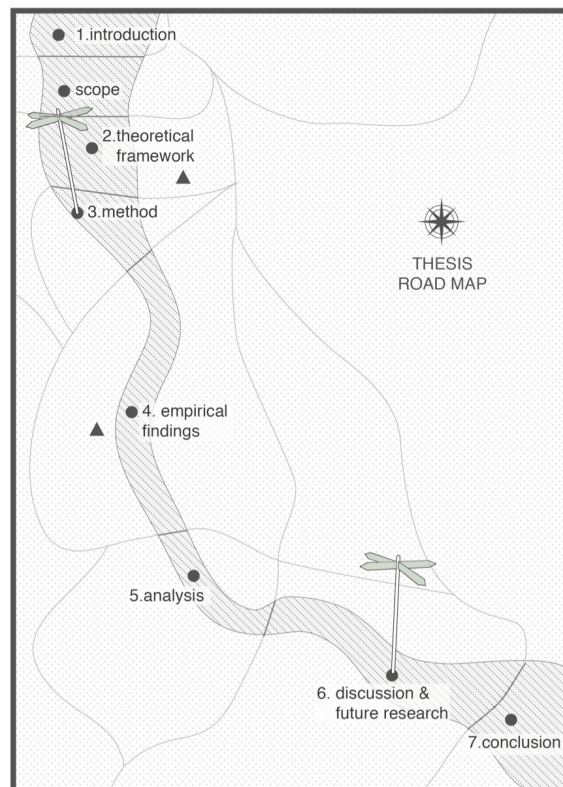 1.introduction
scope
2.theoretical
framework
3.method
THESIS
ROAD MAP
4. empirical
findings
5.analysis
6. discussion &
future research
7.conclusion